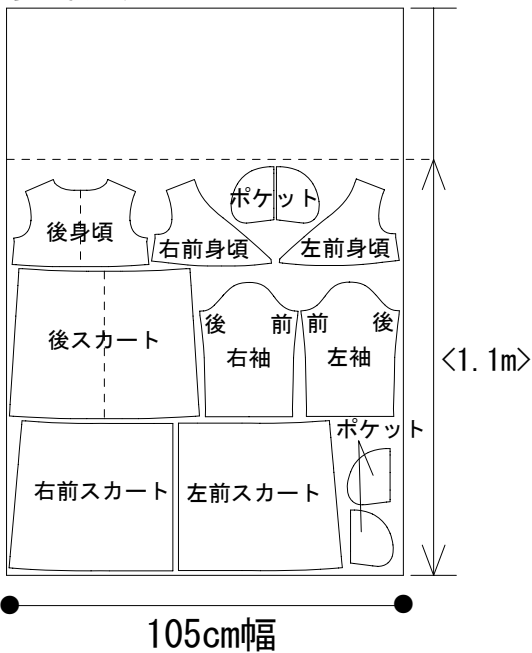 ポケット
後身頃
右前身頃
左前身頃
後スカート
後 前
右袖
前 後
左袖
<1.1m>
ポケット
右前スカート
左前スカート
105cm幅